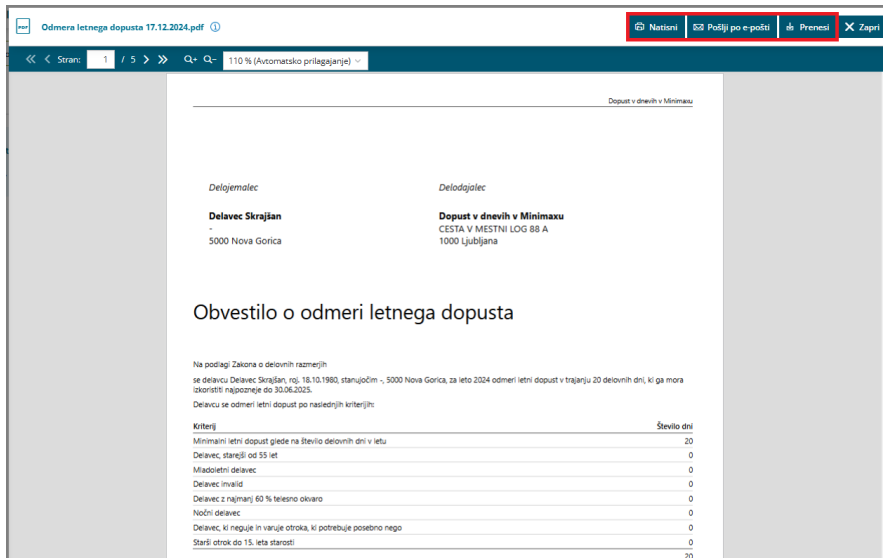 PDF Odmera letnega dopusta 17.12.2024.pdf Natisni Pošlji po e-pošti Prenesi Zapri
Stran: 1 / 5 110 % (Avtomatsko prilagajanje)
Dopust v dnevih v Minimaxu
Delojemalec Delodajalec
Delavec Skrajšan Dopust v dnevih v Minimaxu
- CESTA V MESTNI LOG 88 A
5000 Nova Gorica 1000 Ljubljana
Obvestilo o odmeri letnega dopusta
Na podlagi Zakona o delovnih razmerjih
se delavcu Delavec Skrajšan, roj. 18.10.1980, stanujočim -, 5000 Nova Gorica, za leto 2024 odmeri letni dopust v trajanju 20 delovnih dni, ki ga mora
izkoristiti najpozneje do 30.06.2025.
Delavcu se odmeri letni dopust po naslednjih kriterijih:
Kriterij Število dni
Minimalni letni dopust glede na število delovnih dni v letu 20
Delavec, starejši od 55 let 0
Mladoletni delavec 0
Delavec invalid 0
Delavec z najmanj 60 % telesno okvaro 0
Nočni delavec 0
Delavec, ki neguje in varuje otroka, ki potrebuje posebno nego 0
Starši otrok do 15. leta starosti 0
20